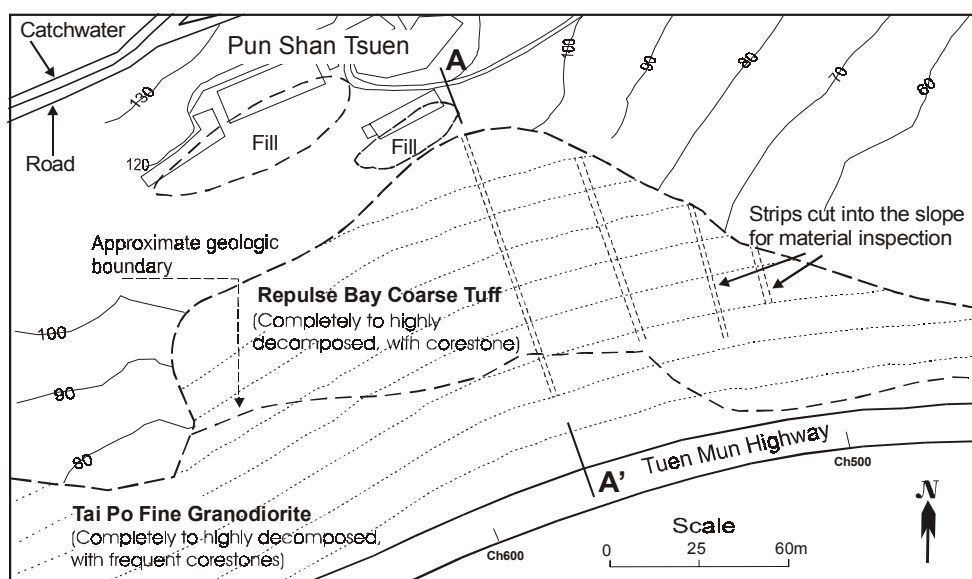 Catchwater
Pun Shan Tsuen
A
100
90
80
70
60
130
Fill
Fill
Road
120
Strips cut into the slope
for material inspection
Approximate geologic
boundary
Repulse Bay Coarse Tuff
(Completely to highly
decomposed, with corestone)
100
90
80
Tuen Mun Highway
Ch500
A'
N
Tai Po Fine Granodiorite
(Completely to highly decomposed,
with frequent corestones)
Ch600
Scale
0 25 60m